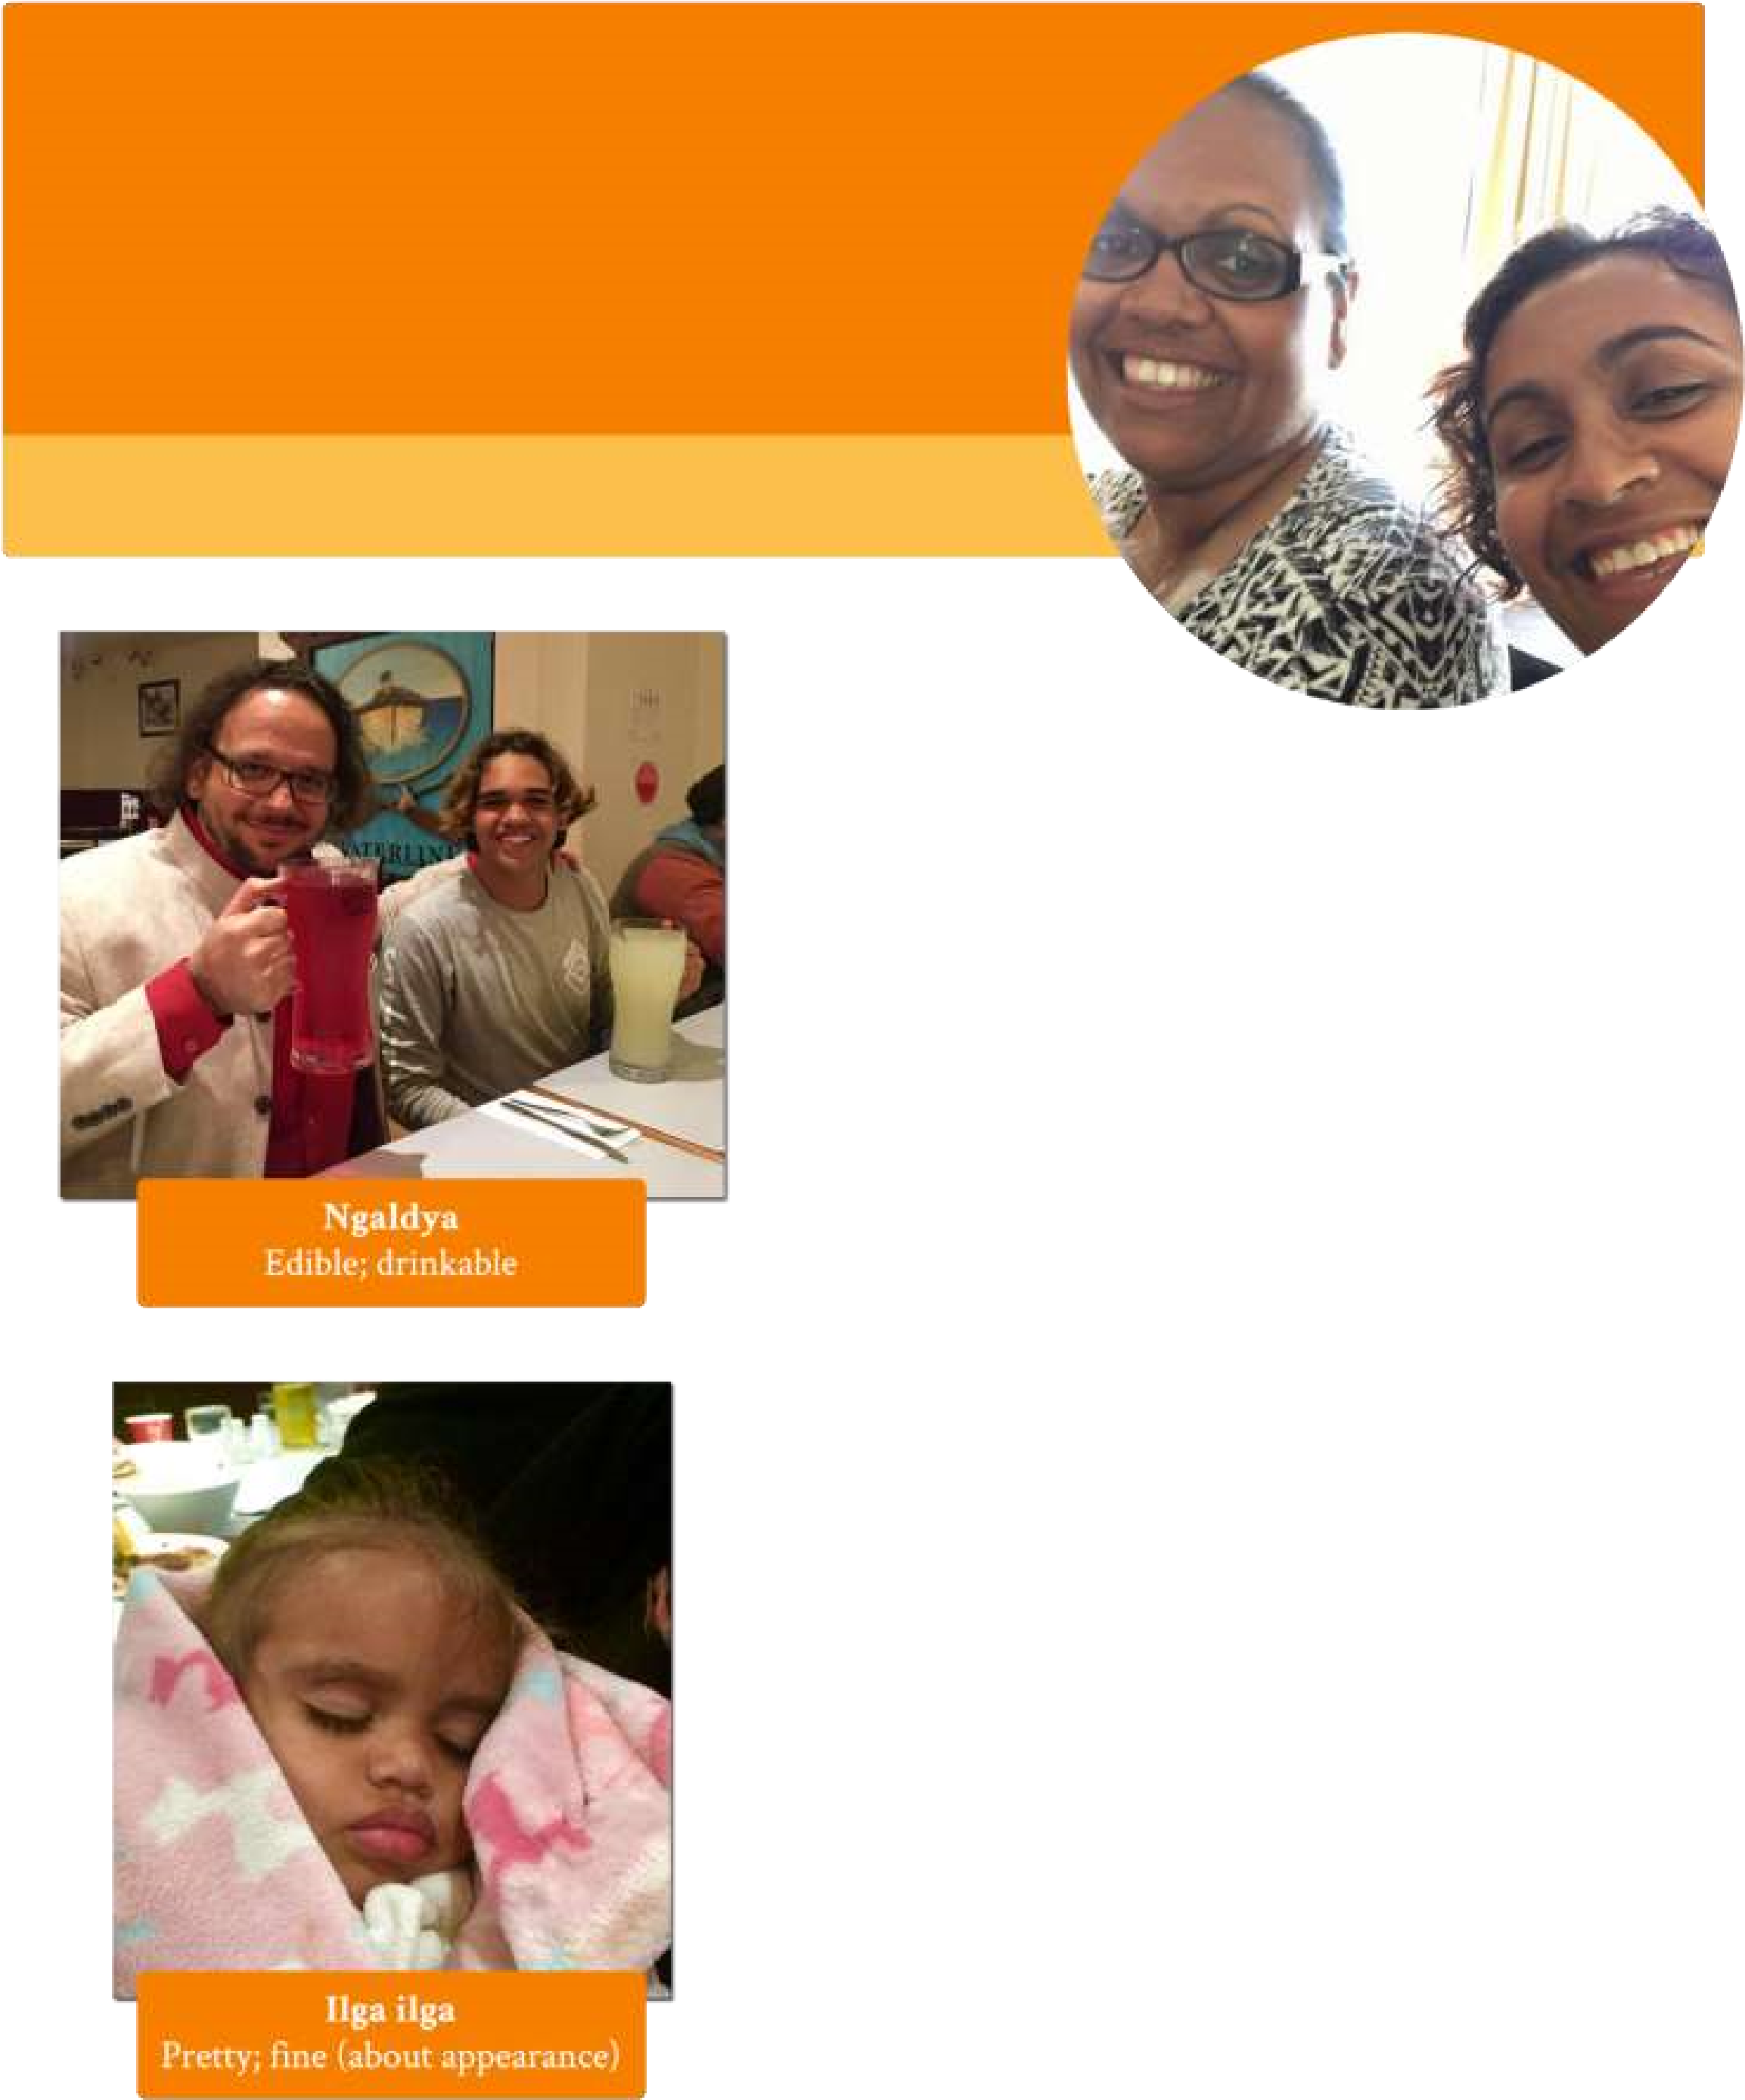 Ngaldya
Edible; drinkable
Ilga ilga
Pretty; fine (about appearance)